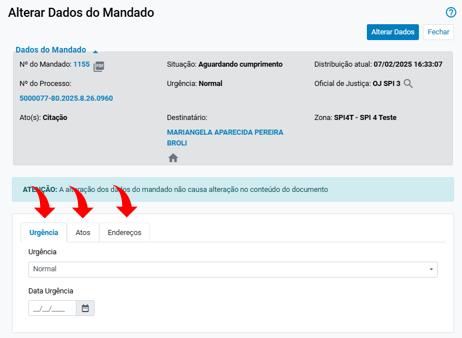 Alterar Dados do Mandado
Alterar Dados Fechar
Dados do Mandado
Nº do Mandado: 1155 Situação: Aguardando cumprimento Distribuição atual: 07/02/2025 16:33:07
Nº do Processo: Urgência: Normal Oficial de Justiça: OJ SPI 3
5000077-80.2025.8.26.0960
Ato(s): Citação Destinatário: Zona: SPI4T - SPI 4 Teste
MARIANGELA APARECIDA PEREIRA
BROLI
ATENÇÃO: A alteração dos dados do mandado não causa alteração no conteúdo do documento
Urgência Atos Endereços
Urgência
Normal
Data Urgência
__/__/____